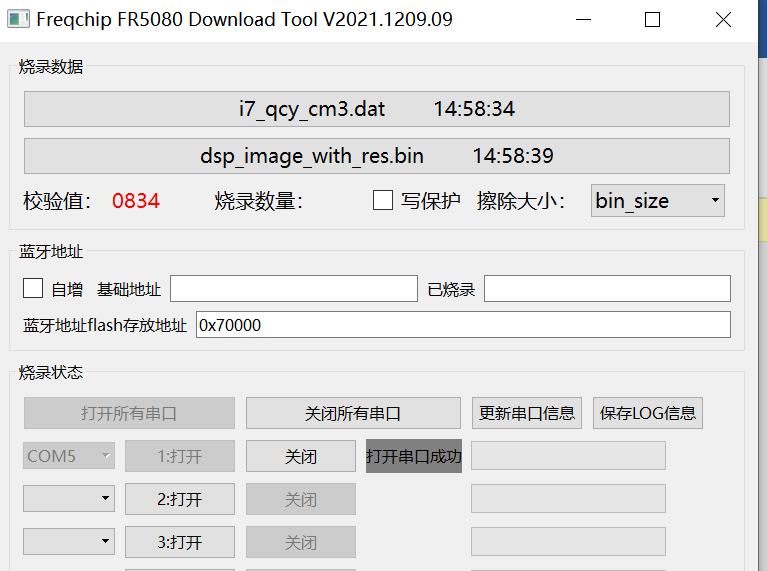 Freqchip FR5080 Download Tool V2021.1209.09
烧录数据
i7_qcy_cm3.dat 14:58:34
dsp_image_with_res.bin 14:58:39
校验值： 0834 烧录数量： 写保护 擦除大小： bin_size
蓝牙地址
自增 基础地址 已烧录
蓝牙地址flash存放地址 0x70000
烧录状态
打开所有串口 关闭所有串口 更新串口信息 保存LOG信息
COM5 1:打开 关闭 打开串口成功
2:打开 关闭
3:打开 关闭